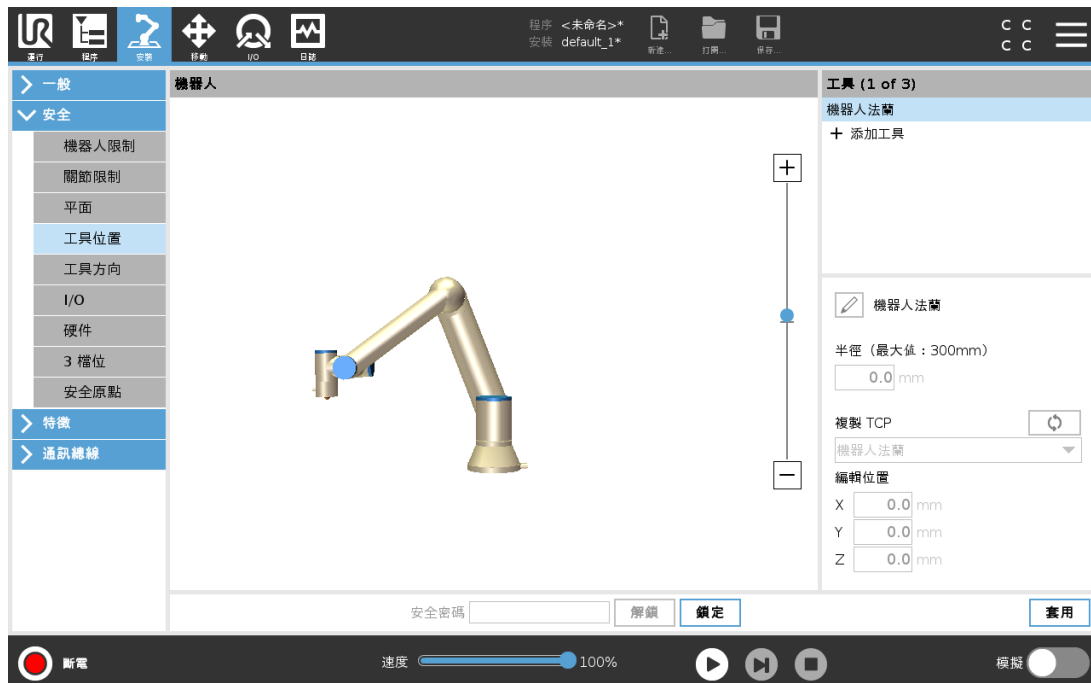 UR
運行
程序
安裝
移動
I/O
日誌
程序 <未命名>*
安裝 default_1*
新建...
打開...
保存...
C C
C C
一般
安全
機器人限制
關節限制
平面
工具位置
工具方向
I/O
硬件
3 檔位
安全原點
特徵
通訊總線
機器人
工具 (1 of 3)
機器人法蘭
添加工具
機器人法蘭
半徑（最大值：300mm）
0.0 mm
複製 TCP
機器人法蘭
編輯位置
X 0.0 mm
Y 0.0 mm
Z 0.0 mm
安全密碼
解鎖
鎖定
套用
斷電
速度
100%
模擬